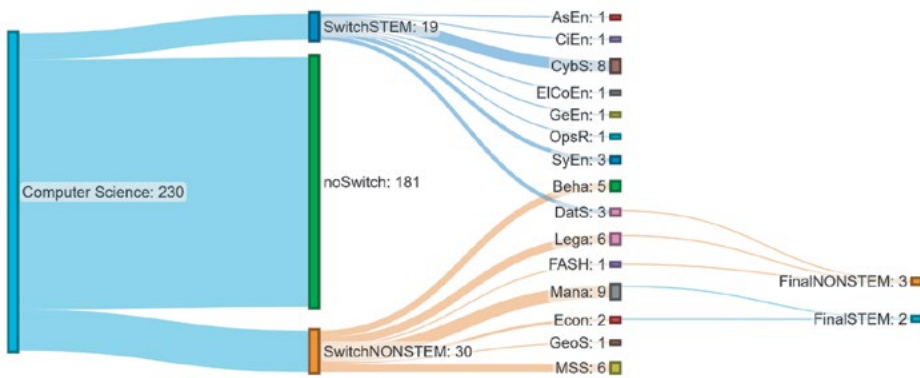 Computer Science: 230
SwitchSTEM: 19
noSwitch: 181
SwitchNONSTEM: 30
AsEn: 1
CiEn: 1
CybS: 8
ElCoEn: 1
GeEn: 1
OpsR: 1
SyEn: 3
Beha: 5
DatS: 3
Lega: 6
FASH: 1
Mana: 9
Econ: 2
GeoS: 1
MSS: 6
FinalNONSTEM: 3
FinalSTEM: 2